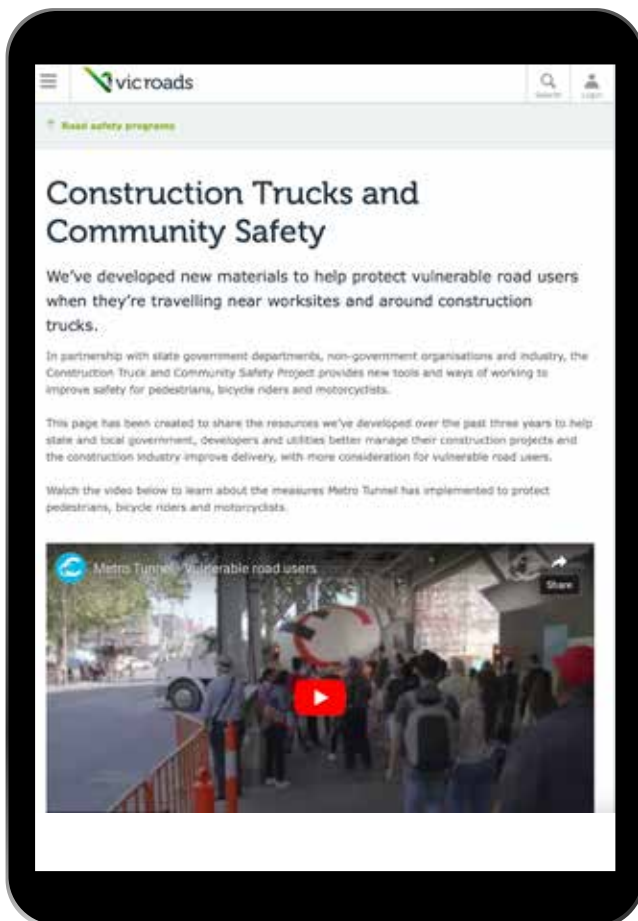 vicroads
Search
Login
Road safety programs
Construction Trucks and
Community Safety
We've developed new materials to help protect vulnerable road users
when they're travelling near worksites and around construction
trucks.
In partnership with state government departments, non-government organisations and industry, the
Construction Truck and Community Safety Project provides new tools and ways of working to
improve safety for pedestrians, bicycle riders and motorcyclists.
This page has been created to share the resources we've developed over the past three years to help
state and local government, developers and utilities better manage their construction projects and
the construction industry improve delivery, with more consideration for vulnerable road users.
Watch the video below to learn about the measures Metro Tunnel has implemented to protect
pedestrians, bicycle riders and motorcyclists.
Metro Tunnel - Vulnerable road users
Share